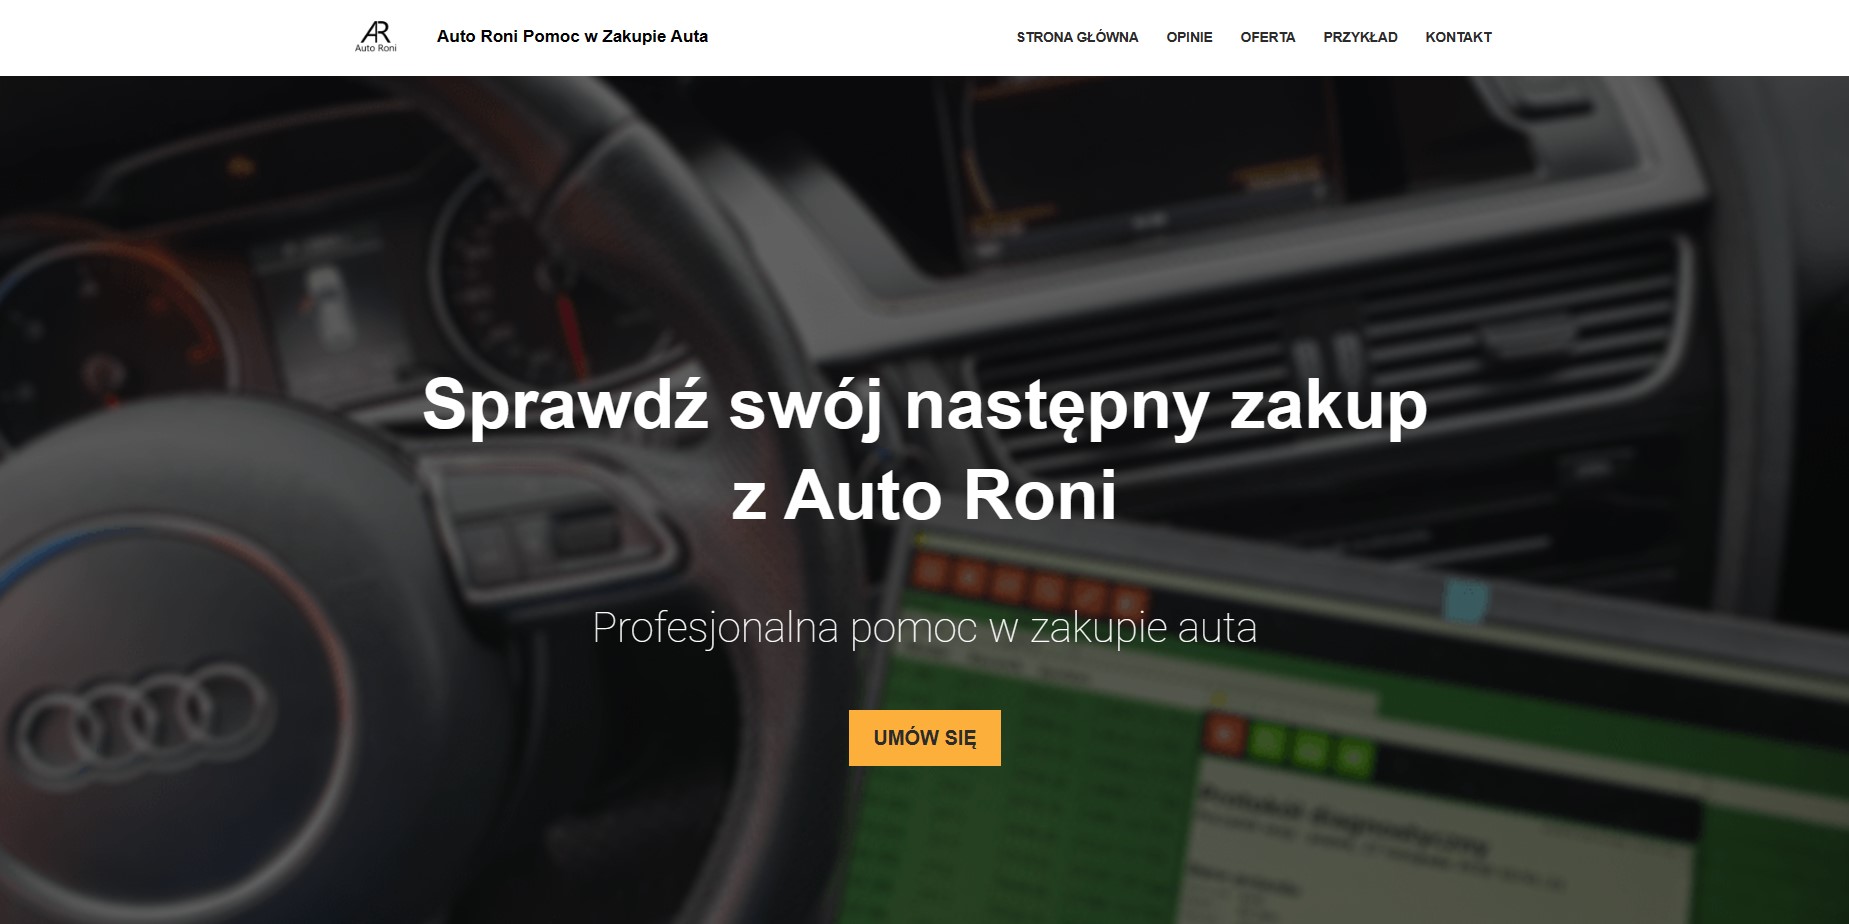 AR
Auto Roni
Auto Roni Pomoc w Zakupie Auta
STRONA GŁÓWNA
OPINIE
OFERTA
PRZYKŁAD
KONTAKT
Sprawdź swój następny zakup
z Auto Roni
Profesjonalna pomoc w zakupie auta
UMÓW SIĘ
diagnostyczny